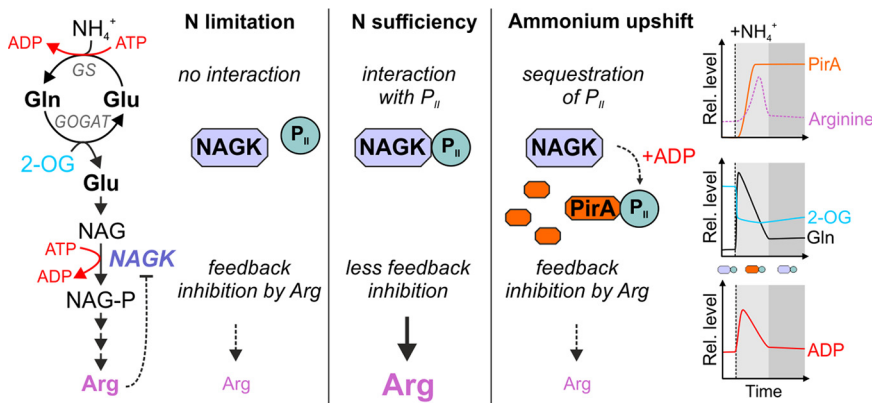 NH4+
ADP
ATP
GS
Gln
Glu
GOGAT
2-OG
Glu
NAG
ATP
NAGK
ADP
NAG-P
Arg
N limitation
no interaction
NAGK
PII
feedback
inhibition by Arg
Arg
N sufficiency
interaction
with PII
NAGK
PII
less feedback
inhibition
Arg
Ammonium upshift
sequestration
of PII
NAGK
+ADP
PirA
PII
feedback
inhibition by Arg
Arg
+NH4+
Rel. level
PirA
Arginine
Rel. level
2-OG
Gln
Rel. level
ADP
Time